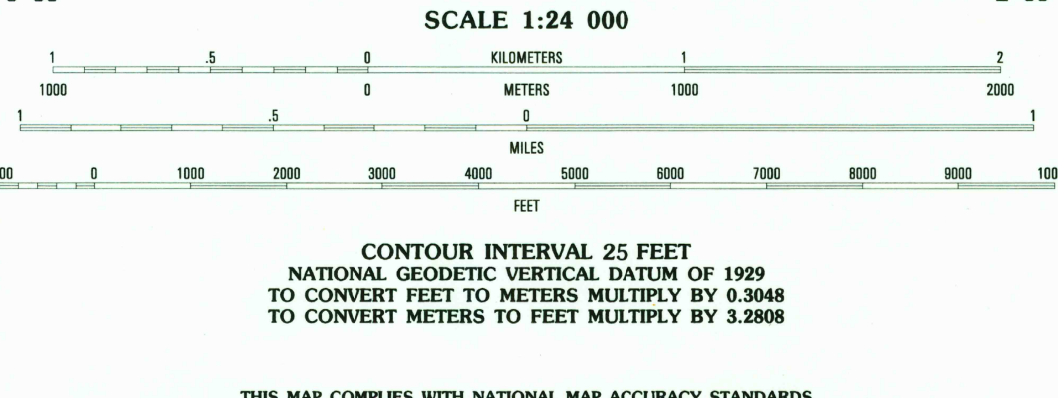 SCALE 1:24 000
1 .5 0 KILOMETERS 1 2
1000 0 METERS 1000 2000
1 .5 0 1
MILES
0 1000 2000 3000 4000 5000 6000 7000 8000 9000
FEET
CONTOUR INTERVAL 25 FEET
NATIONAL GEODETIC VERTICAL DATUM OF 1929
TO CONVERT FEET TO METERS MULTIPLY BY 0.3048
TO CONVERT METERS TO FEET MULTIPLY BY 3.2808
THIS MAP COMPLIES WITH NATIONAL MAP ACCURACY STANDARDS